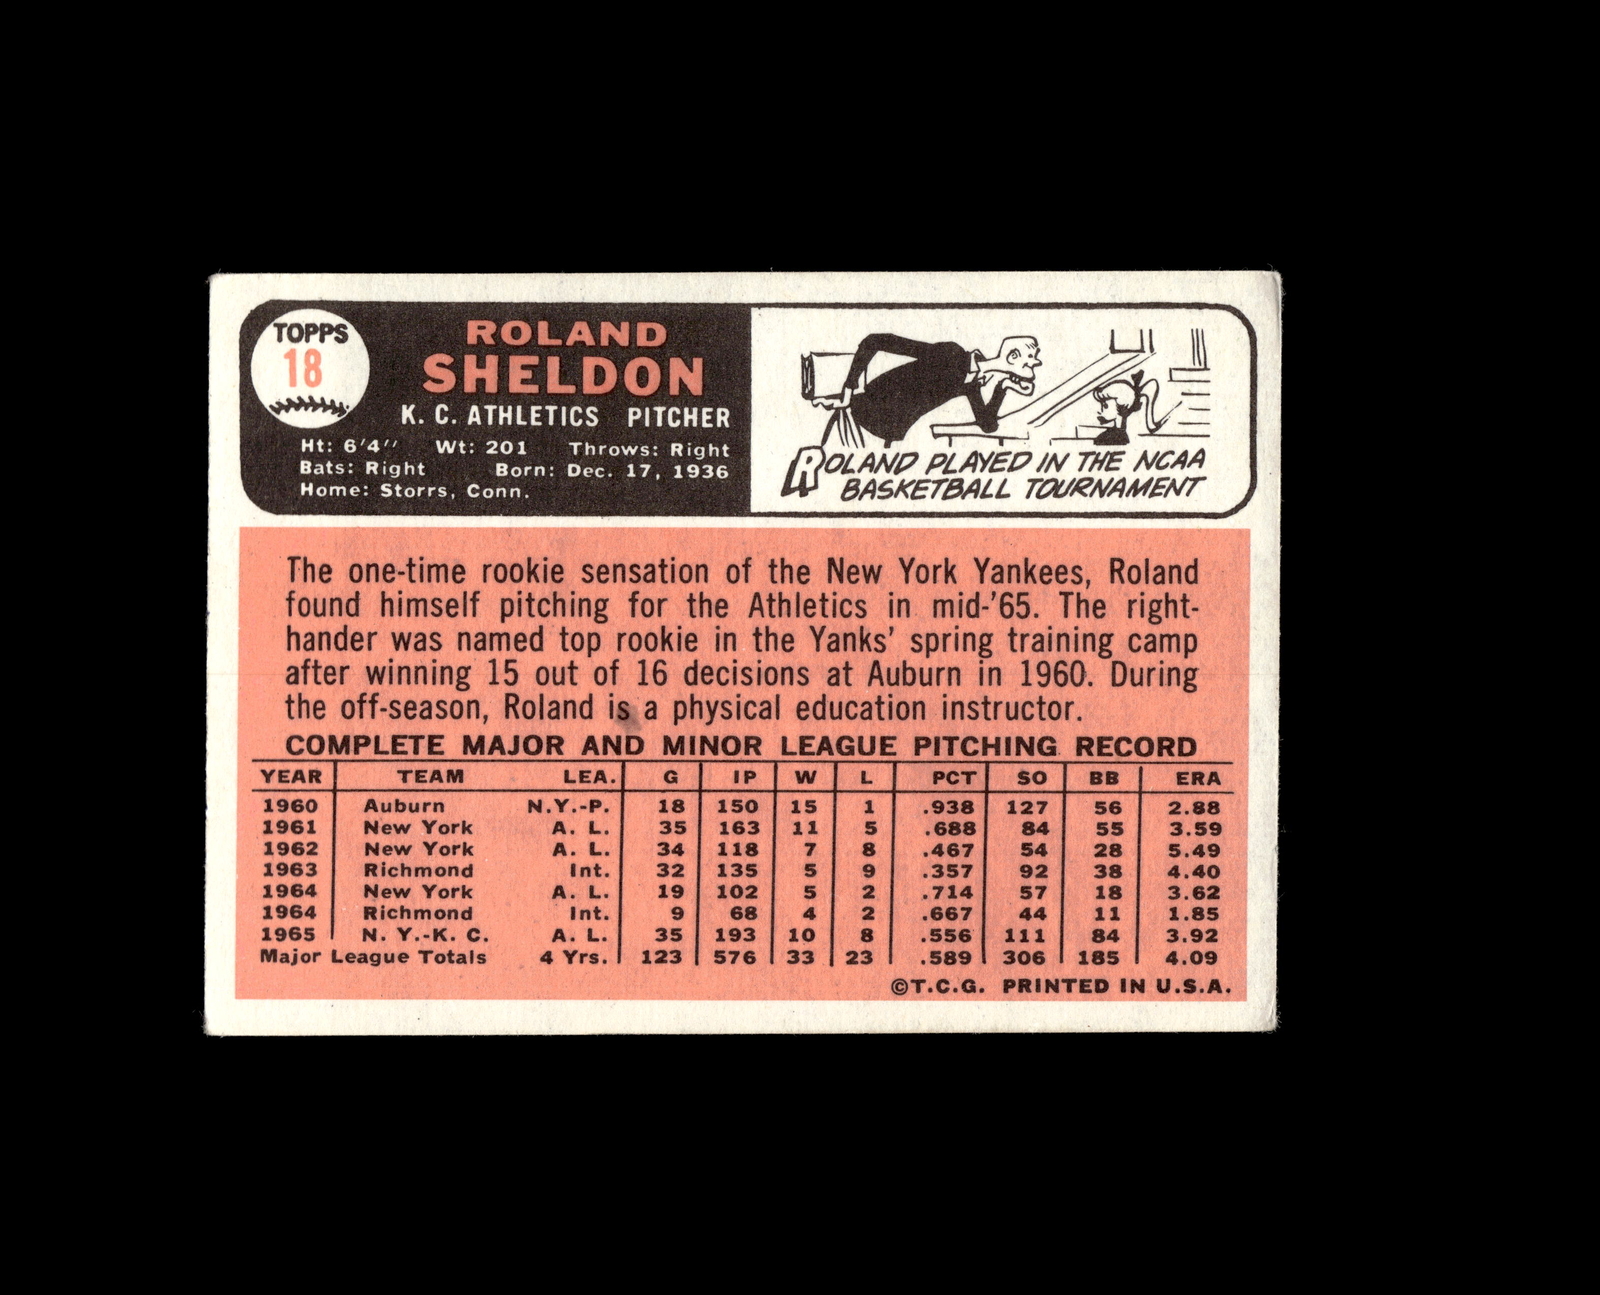 TOPPS
18
ROLAND
SHELDON
K. C. ATHLETICS PITCHER
Ht: 6'4" Wt: 201 Throws: Right
Bats: Right Born: Dec. 17, 1936
Home: Storrs, Conn.
ROLAND PLAYED IN THE NCAA
BASKETBALL TOURNAMENT
The one-time rookie sensation of the New York Yankees, Roland
found himself pitching for the Athletics in mid-'65. The right-
hander was named top rookie in the Yanks' spring training camp
after winning 15 out of 16 decisions at Auburn in 1960. During
the off-season, Roland is a physical education instructor.
COMPLETE MAJOR AND MINOR LEAGUE PITCHING RECORD
YEAR TEAM LEA. G IP W L PCT SO BB ERA
1960 Auburn N.Y.-P. 18 150 15 1 .938 127 56 2.88
1961 New York A. L. 35 163 11 5 .688 84 55 3.59
1962 New York A. L. 34 118 7 8 .467 54 28 5.49
1963 Richmond Int. 32 135 5 9 .357 92 38 4.40
1964 New York A. L. 19 102 5 2 .714 57 18 3.62
1964 Richmond Int. 9 68 4 2 .667 44 11 1.85
1965 N. Y.-K. C. A. L. 35 193 10 8 .556 111 84 3.92
Major League Totals 4 Yrs. 123 576 33 23 .589 306 185 4.09
©T.C.G. PRINTED IN U.S.A.